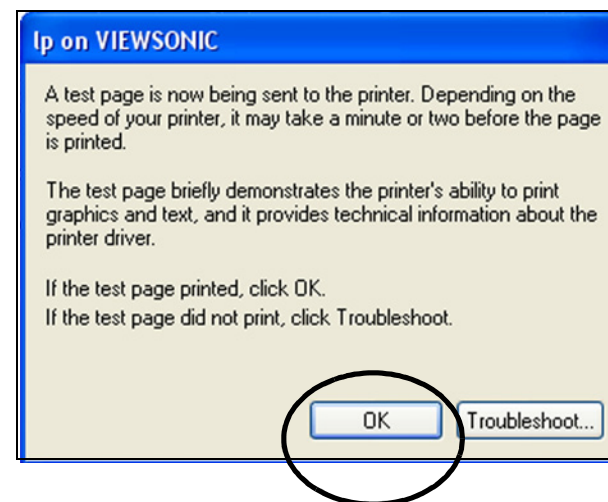 lp on VIEWSONIC
A test page is now being sent to the printer. Depending on the
speed of your printer, it may take a minute or two before the page
is printed.
The test page briefly demonstrates the printer's ability to print
graphics and text, and it provides technical information about the
printer driver.
If the test page printed, click OK.
If the test page did not print, click Troubleshoot.
OK Troubleshoot...